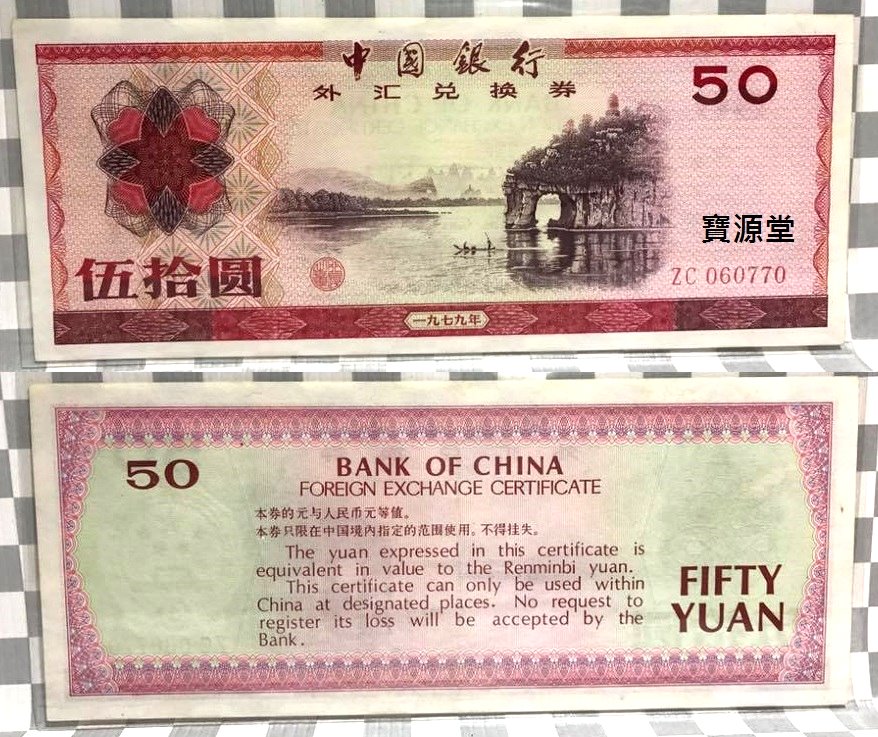 中國銀行
外汇兑换券
50
寶源堂
ZC 060770
伍拾圆
一九七九年
50
BANK OF CHINA
FOREIGN EXCHANGE CERTIFICATE
本券的元与人民币元等值。
本券只限在中国境内指定的范围使用。不得挂失。
The yuan expressed in this certificate is
equivalent in value to the Renminbi yuan.
This certificate can only be used within
China at designated places. No request to
register its loss will be accepted by the
Bank.
FIFTY
YUAN